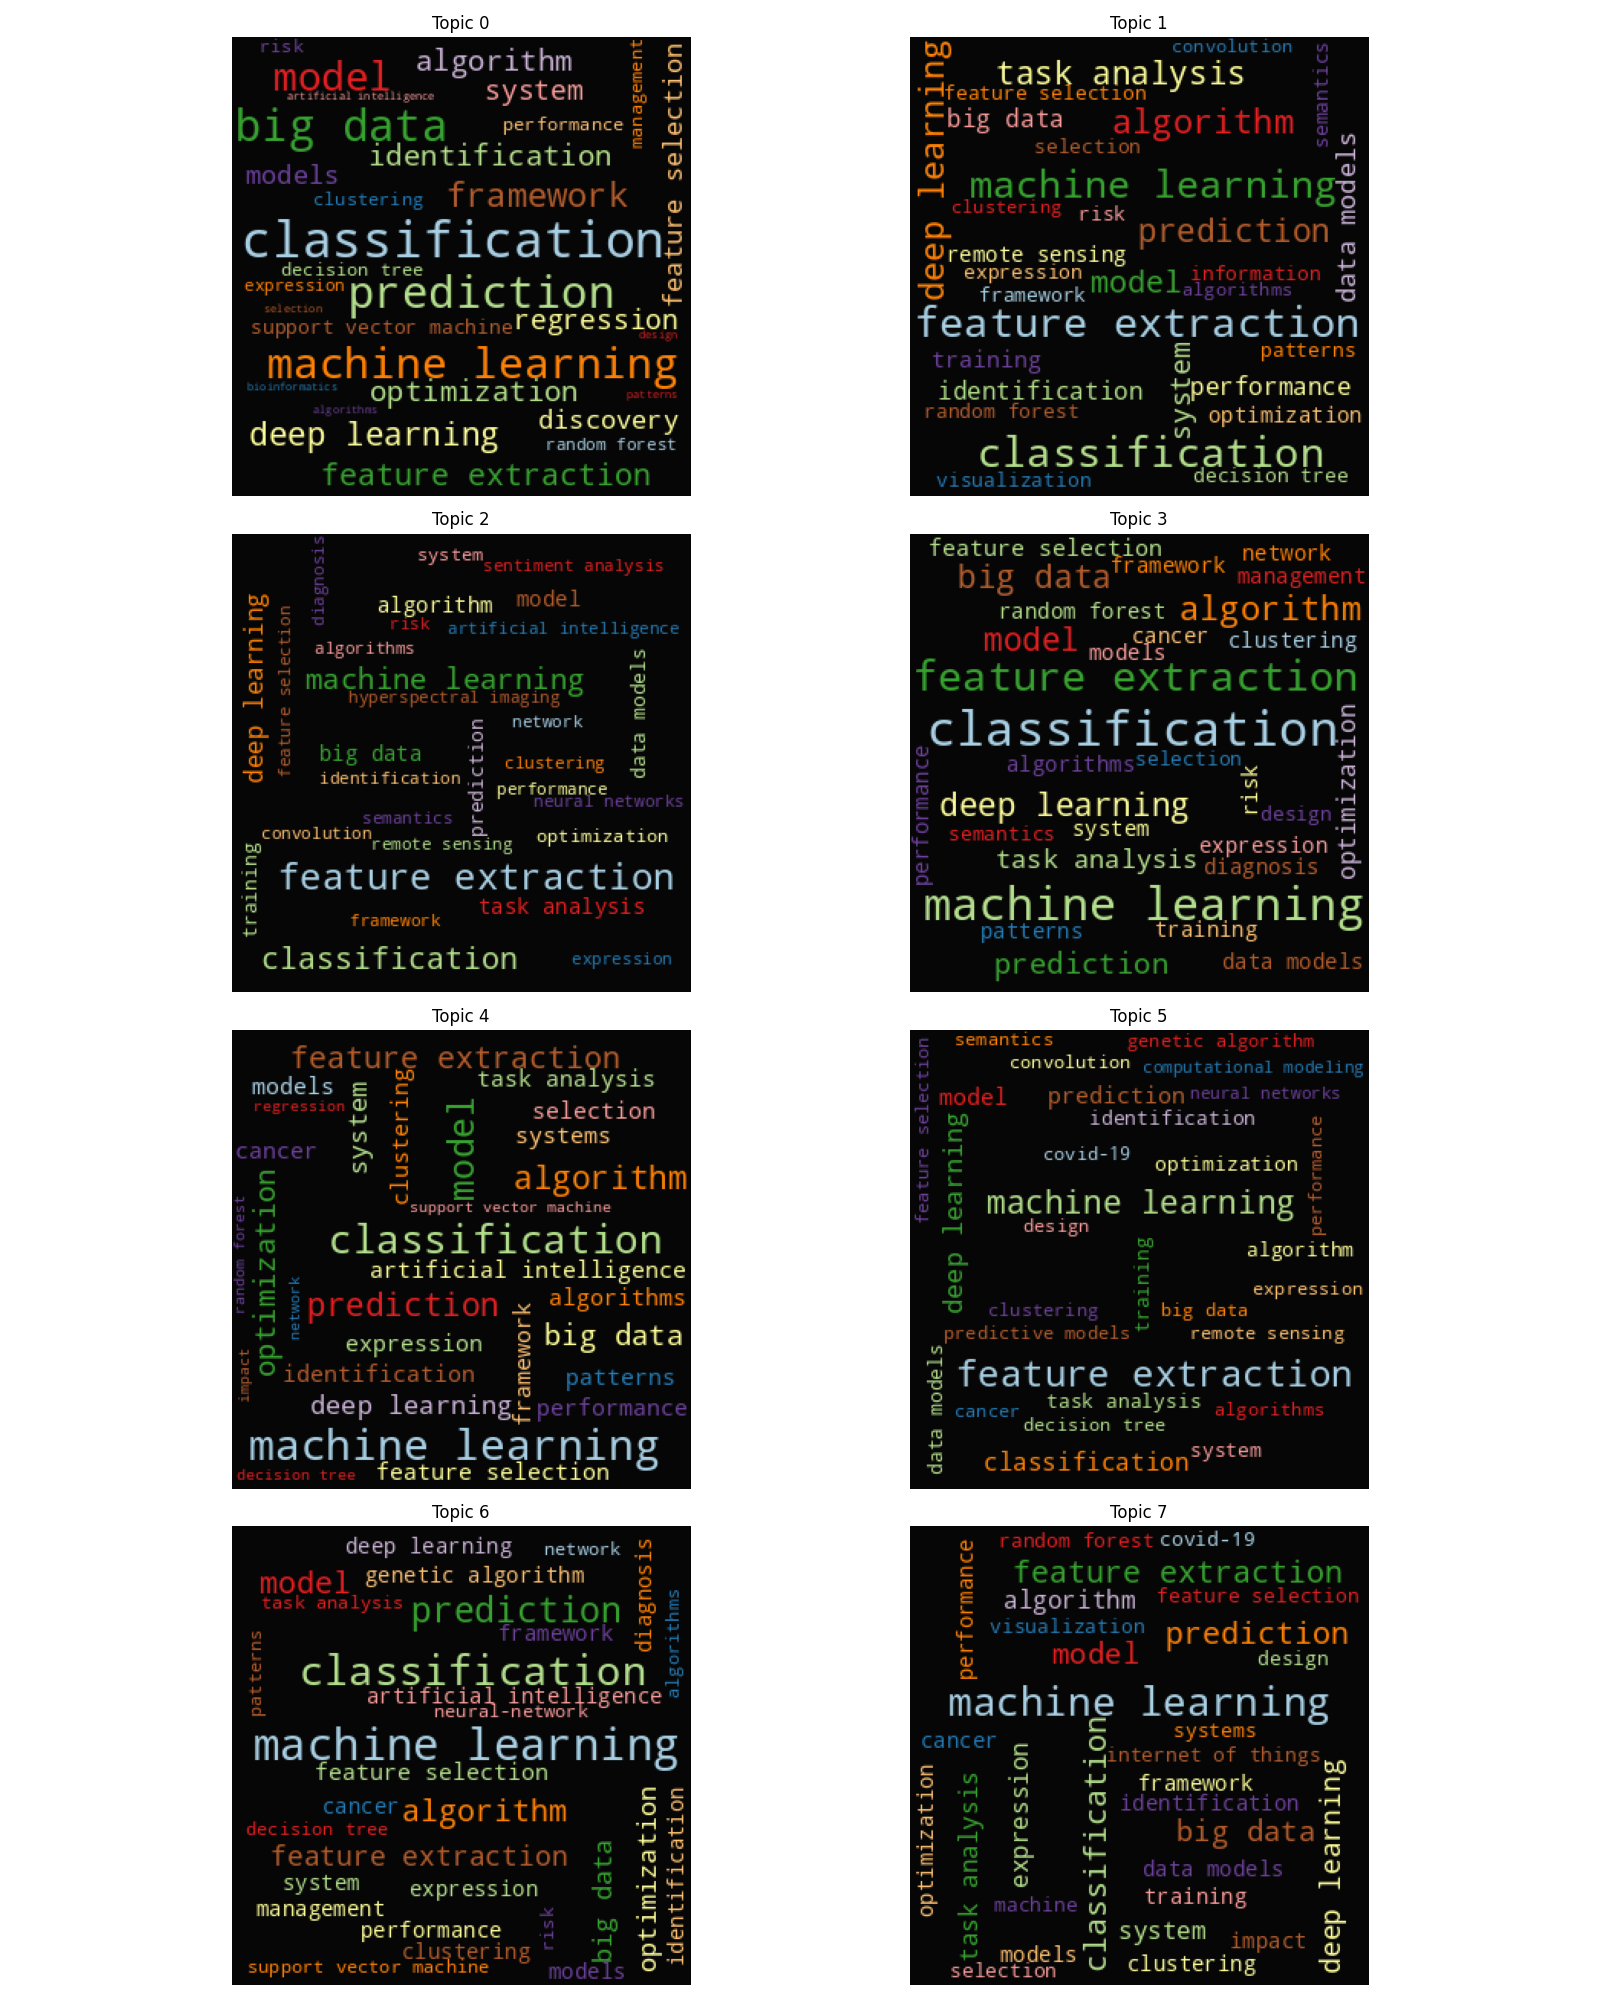 Topic 0
risk
algorithm
management
feature selection
model
system
artificial intelligence
big data
performance
identification
models
clustering
framework
classification
decision tree
expression
prediction
selection
support vector machine
regression
design
machine learning
bioinformatics
optimization
patterns
algorithms
discovery
deep learning
random forest
feature extraction
Topic 1
convolution
deep learning
task analysis
semantics
feature selection
big data
algorithm
selection
data models
machine learning
clustering
risk
prediction
remote sensing
expression
model
information
framework
algorithms
feature extraction
training
system
patterns
identification
performance
random forest
optimization
classification
visualization
decision tree
Topic 2
diagnosis
system
sentiment analysis
deep learning
feature selection
algorithm
model
risk
artificial intelligence
algorithms
data models
machine learning
hyperspectral imaging
prediction
network
big data
clustering
identification
performance
neural networks
semantics
convolution
remote sensing
optimization
training
feature extraction
task analysis
framework
classification
expression
Topic 3
feature selection
network
big data
framework
management
random forest
algorithm
model
cancer
clustering
models
feature extraction
classification
optimization
performance
algorithms
selection
risk
deep learning
design
semantics
system
expression
task analysis
diagnosis
machine learning
patterns
training
prediction
data models
Topic 4
feature extraction
models
system
clustering
task analysis
regression
model
selection
systems
cancer
algorithm
optimization
random forest
support vector machine
classification
artificial intelligence
network
prediction
algorithms
framework
big data
expression
impact
identification
patterns
deep learning
performance
machine learning
decision tree
feature selection
Topic 5
semantics
genetic algorithm
feature selection
convolution
computational modeling
model
prediction
neural networks
identification
deep learning
performance
covid-19
optimization
machine learning
design
training
algorithm
expression
clustering
big data
predictive models
remote sensing
data models
feature extraction
task analysis
cancer
algorithms
decision tree
system
classification
Topic 6
deep learning
network
diagnosis
model
genetic algorithm
task analysis
prediction
algorithms
framework
patterns
classification
artificial intelligence
neural-network
machine learning
feature selection
optimization
identification
cancer
algorithm
decision tree
big data
feature extraction
system
expression
management
risk
performance
clustering
support vector machine
models
Topic 7
random forest
covid-19
performance
feature extraction
algorithm
feature selection
visualization
prediction
model
design
machine learning
classification
systems
cancer
expression
internet of things
optimization
task analysis
framework
deep learning
identification
big data
data models
machine
training
system
impact
models
clustering
selection